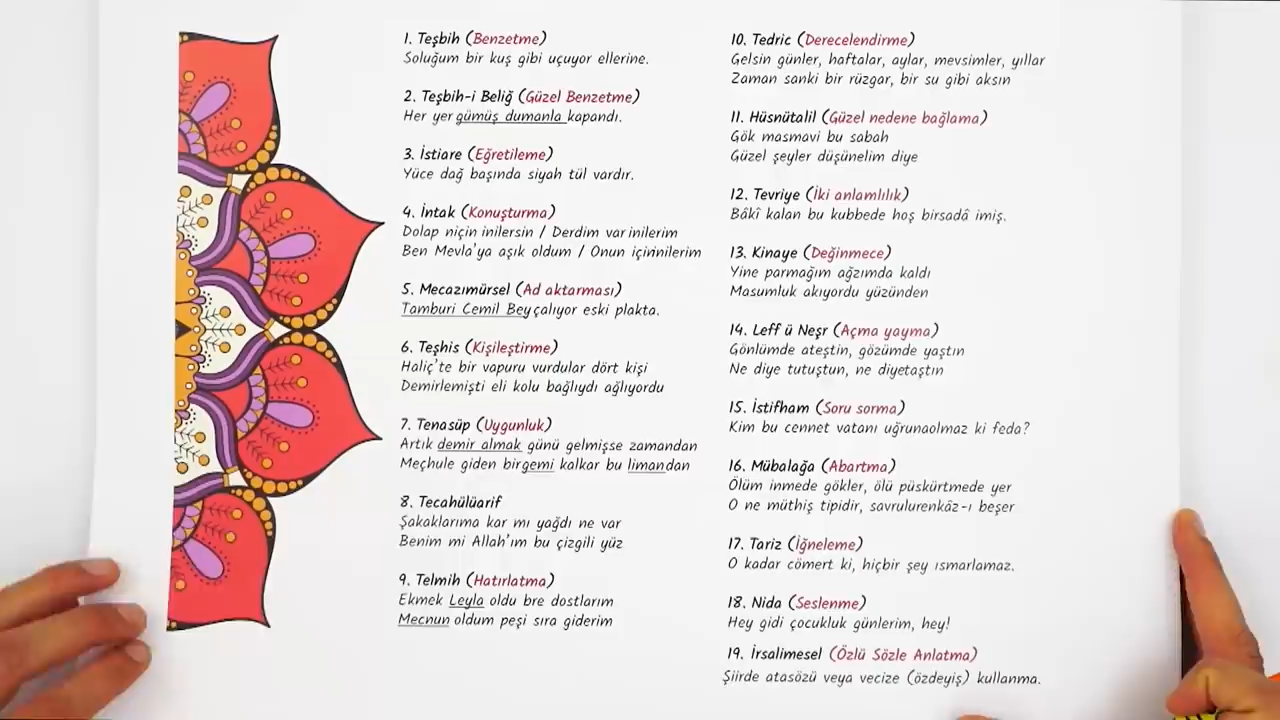 1. Teşbih (Benzetme)
Soluğum bir kuş gibi uçuyor ellerine.
2. Teşbih-i Beliğ (Güzel Benzetme)
Her yer gümüş dumanla kapandı.
3. İstiare (Eğretileme)
Yüce dağ başında siyah tül vardır.
4. İntak (Konuşturma)
Dolap niçin inilersin / Derdim var inilerim
Ben Mevla'ya aşık oldum / Onun için inilerim
5. Mecazımürsel (Ad aktarması)
Tamburi Cemil Bey çalıyor eski plakta.
6. Teşhis (Kişileştirme)
Haliç'te bir vapuru vurdular dört kişi
Demirlemişti eli kolu bağlıydı ağlıyordu
7. Tenasüp (Uygunluk)
Artık demir almak günü gelmişse zamandan
Meçhule giden bir gemi kalkar bu limandan
8. Tecahülüarif
Şakaklarıma kar mı yağdı ne var
Benim mi Allah'ım bu çizgili yüz
9. Telmih (Hatırlatma)
Ekmek Leyla oldu bre dostlarım
Mecnun oldum peşi sıra giderim
10. Tedric (Derecelendirme)
Gelsin günler, haftalar, aylar, mevsimler, yıllar
Zaman sanki bir rüzgar, bir su gibi aksın
11. Hüsnütalil (Güzel nedene bağlama)
Gök masmavi bu sabah
Güzel şeyler düşünelim diye
12. Tevriye (İki anlamlılık)
Bâkî kalan bu kubbede hoş birsadâ imiş.
13. Kinaye (Değinmece)
Yine parmağım ağzımda kaldı
Masumluk akıyordu yüzünden
14. Leff ü Neşr (Açma yayma)
Gönlümde ateştin, gözümde yaştın
Ne diye tutuştun, ne diyetaştın
15. İstifham (Soru sorma)
Kim bu cennet vatanı uğrunaolmaz ki feda?
16. Mübalağa (Abartma)
Ölüm inmede gökler, ölü püskürtmede yer
O ne müthiş tipidir, savrulurenkâz-ı beşer
17. Tariz (İğneleme)
O kadar cömert ki, hiçbir şey ısmarlamaz.
18. Nida (Seslenme)
Hey gidi çocukluk günlerim, hey!
19. İrsalimesel (Özlü Sözle Anlatma)
Şiirde atasözü veya vecize (özdeyiş) kullanma.